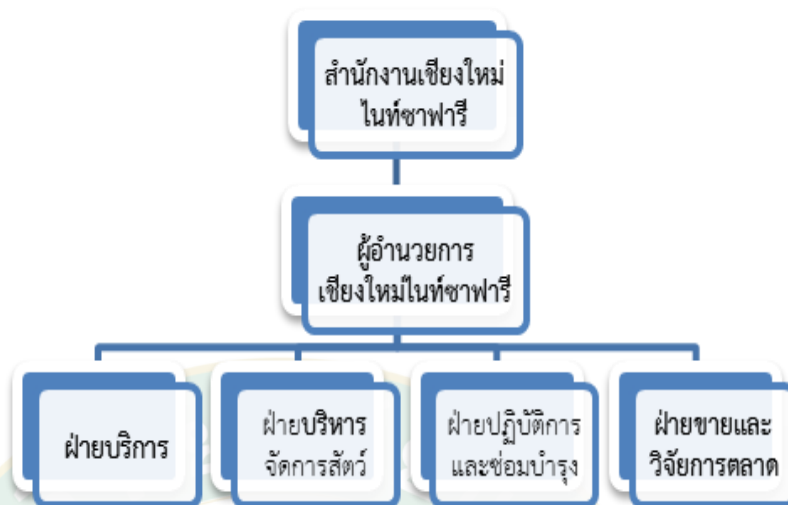 สำนักงานเชียงใหม่
ไนท์ซาฟารี
ผู้อำนวยการ
เชียงใหม่ไนท์ซาฟารี
ฝ่ายบริการ
ฝ่ายบริหาร
จัดการสัตว์
ฝ่ายปฏิบัติการ
และซ่อมบำรุง
ฝ่ายขายและ
วิจัยการตลาด